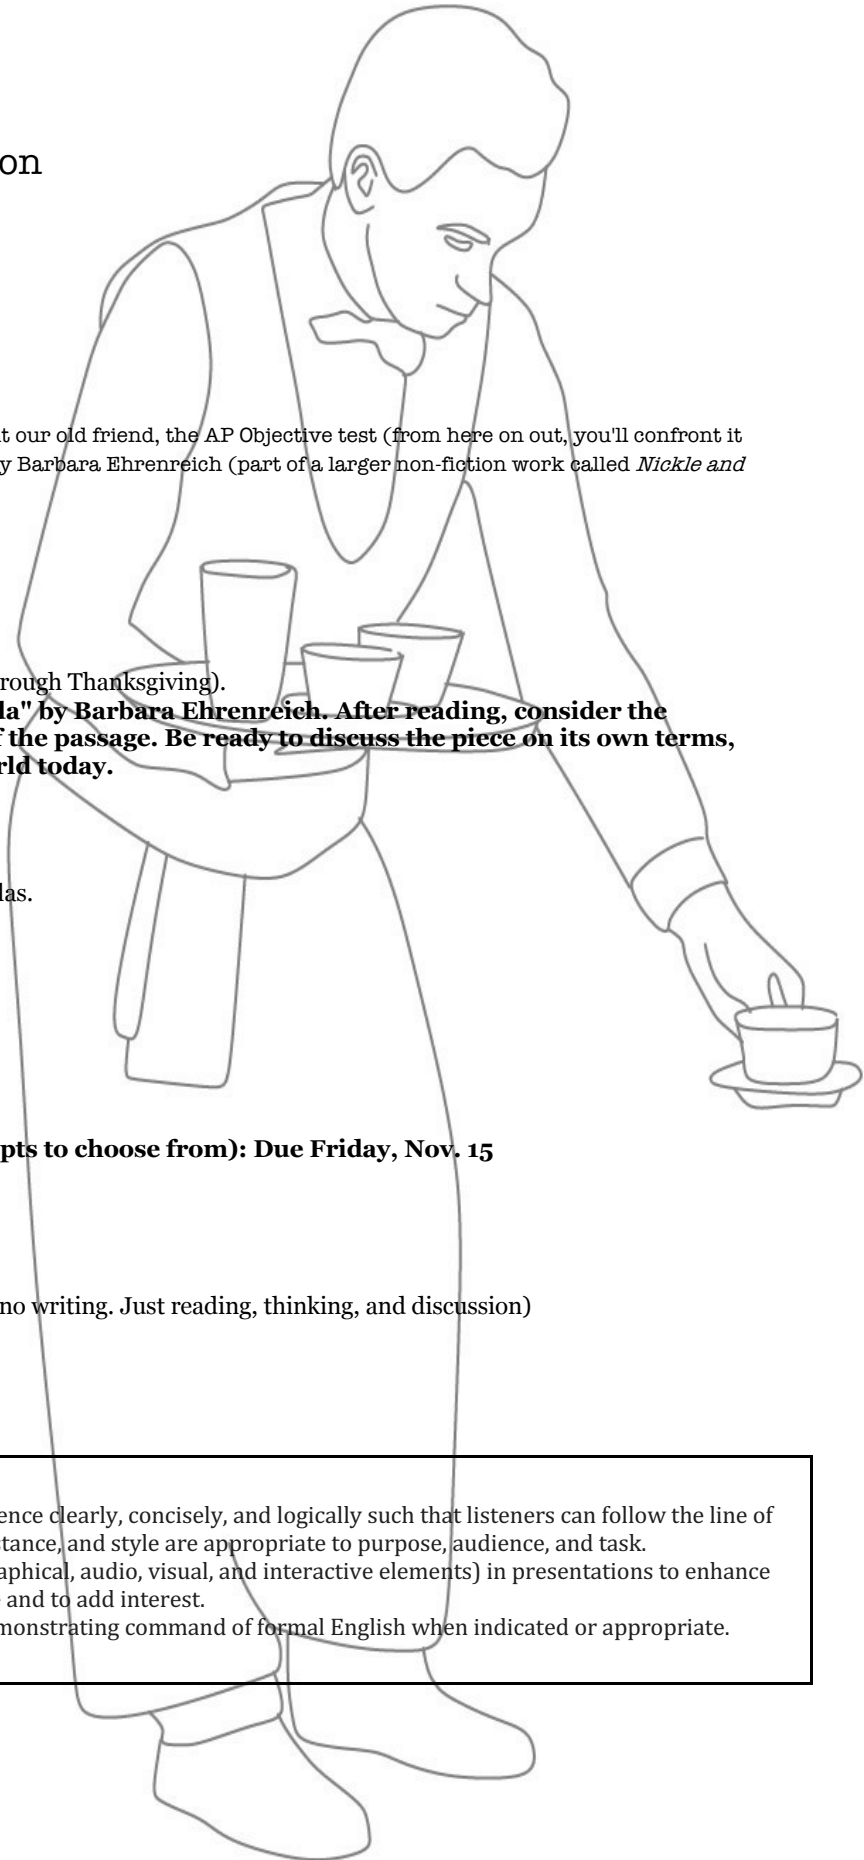 on
t our old friend, the AP Objective test (from here on out, you'll confront it
y Barbara Ehrenreich (part of a larger non-fiction work called Nickle and
rough Thanksgiving).
la" by Barbara Ehrenreich. After reading, consider the
f the passage. Be ready to discuss the piece on its own terms,
rld today.
las.
pts to choose from): Due Friday, Nov. 15
no writing. Just reading, thinking, and discussion)
ence clearly, concisely, and logically such that listeners can follow the line of
stance, and style are appropriate to purpose, audience, and task.
aphical, audio, visual, and interactive elements) in presentations to enhance
and to add interest.
monstrating command of formal English when indicated or appropriate.